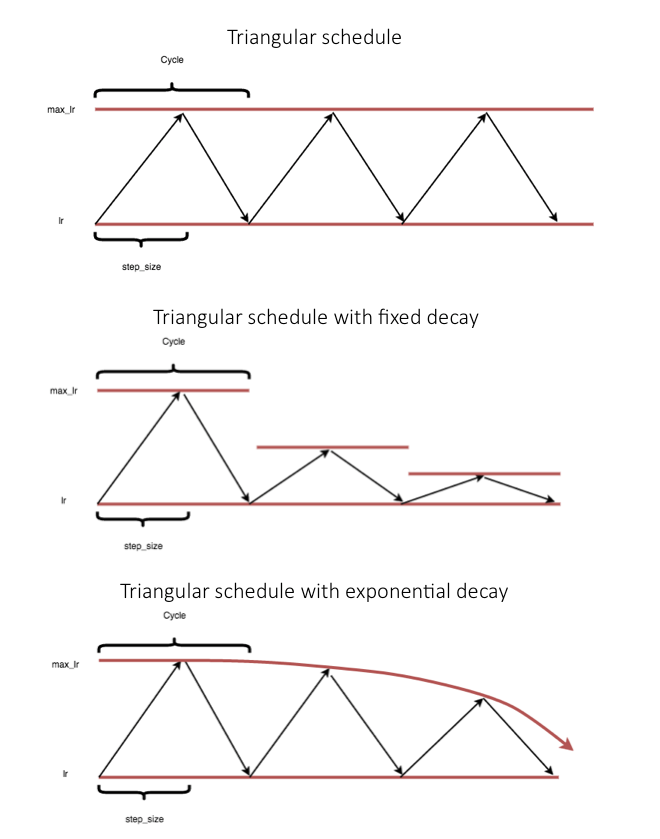 Triangular schedule
Cycle
max_lr
lr
step_size
Triangular schedule with fixed decay
Cycle
max_lr
lr
step_size
Triangular schedule with exponential decay
Cycle
max_lr
lr
step_size